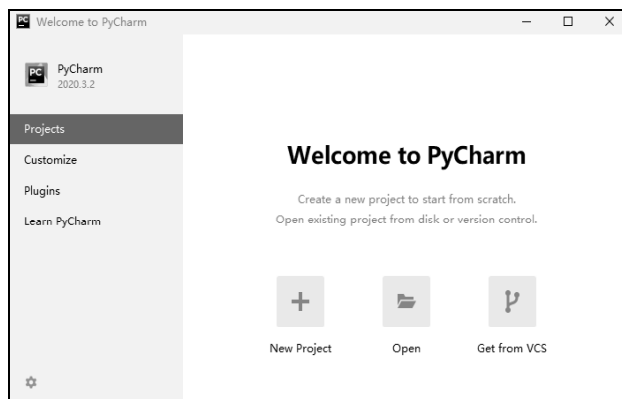 Welcome to PyCharm
PC
PyCharm
2020.3.2
Projects
Customize
Plugins
Learn PyCharm
Welcome to PyCharm
Create a new project to start from scratch.
Open existing project from disk or version control.
New Project Open Get from VCS